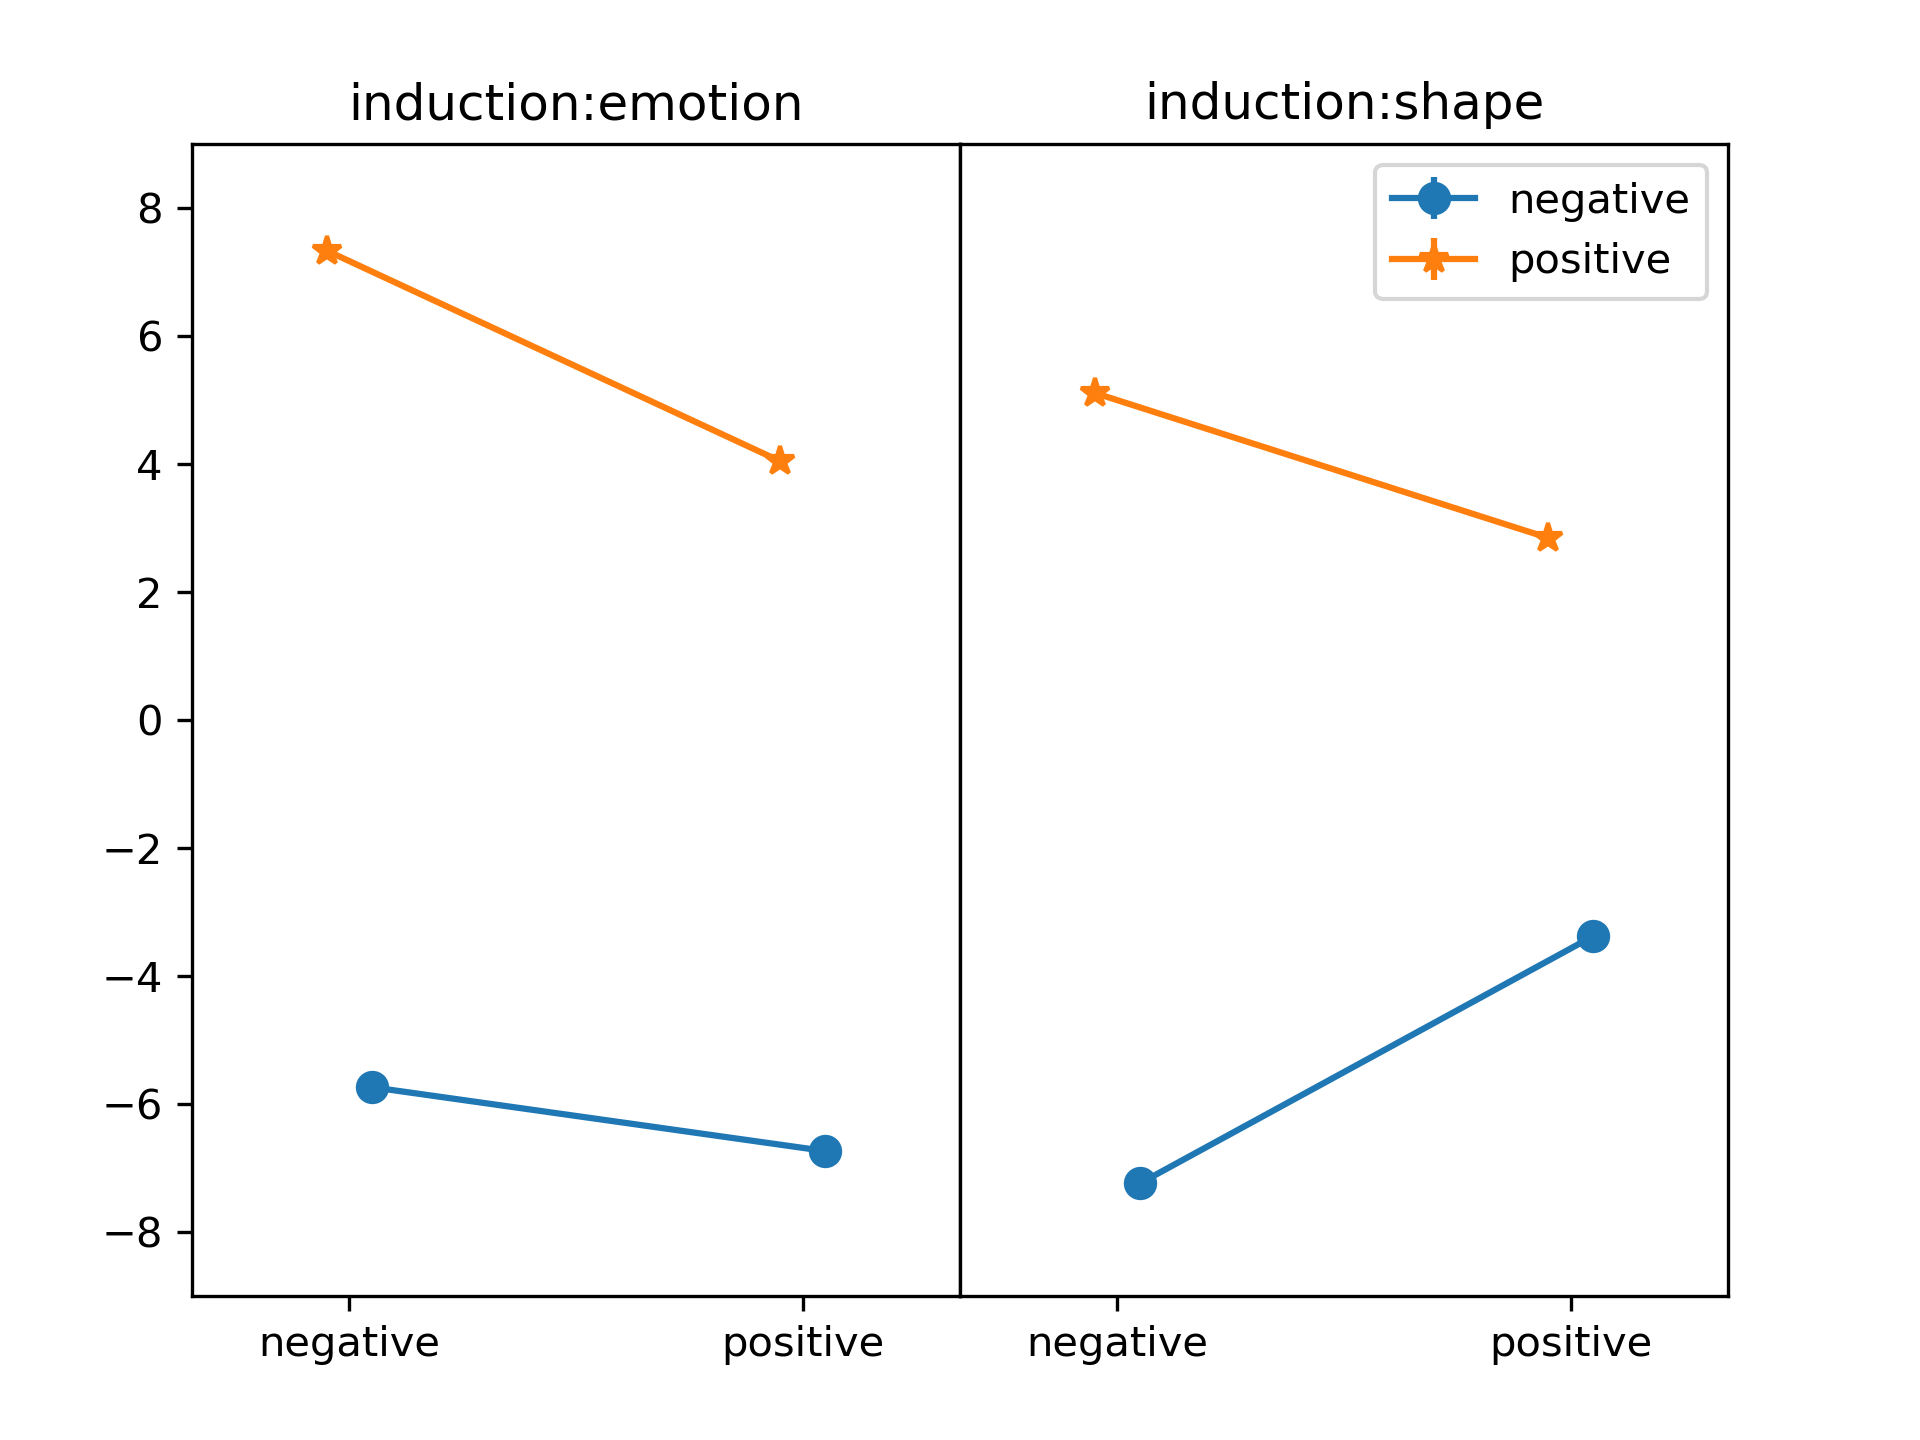 induction:emotion
induction:shape
negative
positive
8
6
4
2
0
−2
−4
−6
−8
negative positive negative positive